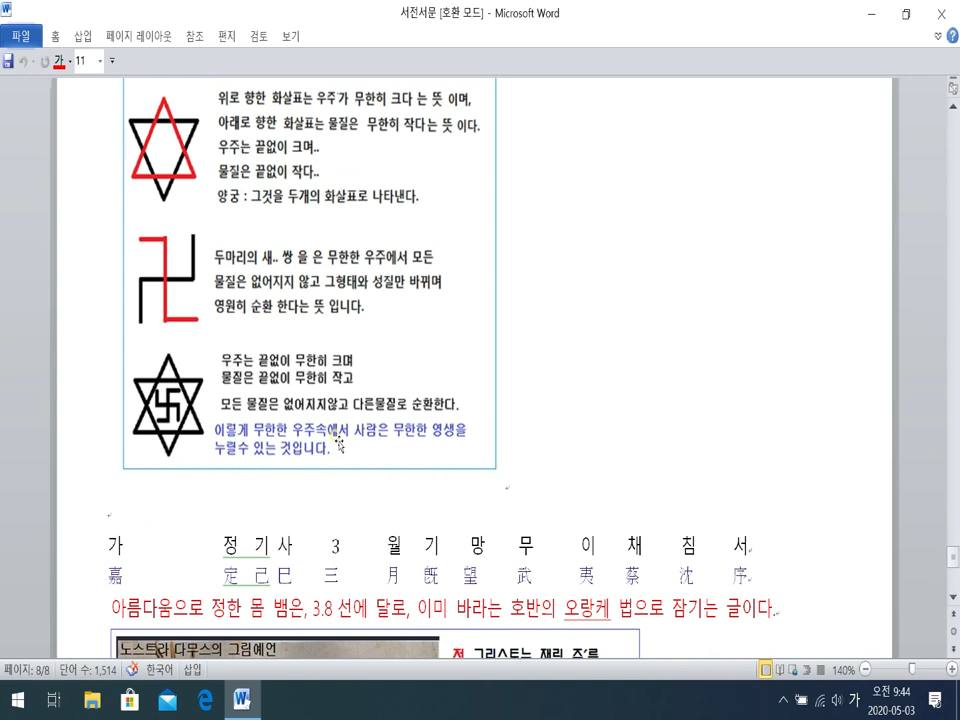 서전서문 [호환 모드] - Microsoft Word
파일 홈 삽입 페이지 레이아웃 참조 편지 검토 보기
가 11
위로 향한 화살표는 우주가 무한히 크다 는 뜻 이며,
아래로 향한 화살표는 물질은 무한히 작다는 뜻 이다.
우주는 끝없이 크며..
물질은 끝없이 작다..
양궁 : 그것을 두개의 화살표로 나타낸다.
두마리의 새.. 쌍 을 은 무한한 우주에서 모든
물질은 없어지지 않고 그형태와 성질만 바뀌며
영원히 순환 한다는 뜻 입니다.
우주는 끝없이 무한히 크며
물질은 끝없이 무한히 작고
모든 물질은 없어지지않고 다른물질로 순환한다.
이렇게 무한한 우주속에서 사람은 무한한 영생을
누릴수 있는 것입니다.
가 정 기 사 3 월 기 망 무 이 채 침 서
嘉 定 己 巳 三 月 旣 望 武 夷 蔡 沈 序
아름다움으로 정한 몸 뱀은, 3.8 선에 달로, 이미 바라는 호반의 오랑케 법으로 잠기는 글이다.
노스트라 다무스의 그림예언
적 그리스트는 재림 주'를
페이지: 8/8 단어 수: 1,514 한국어 삽입 140%
가 오전 9:44
2020-05-03